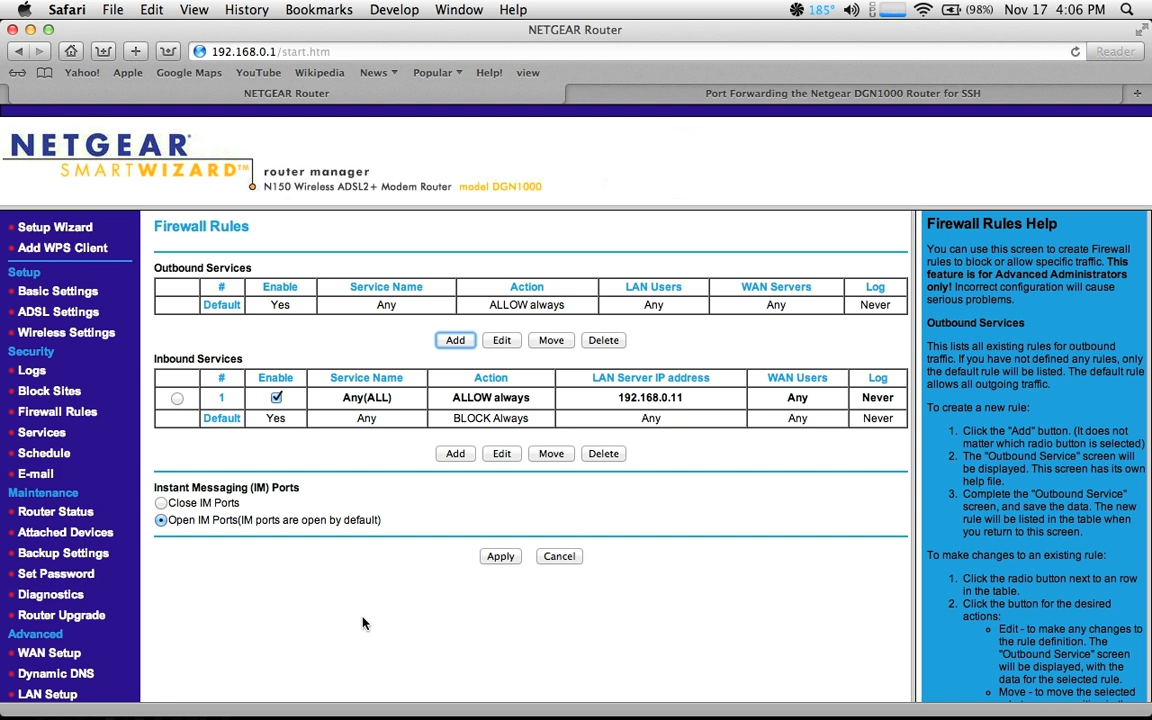 Safari File Edit View History Bookmarks Develop Window Help 185° (98%) Nov 17 4:06 PM
NETGEAR Router
192.168.0.1/start.htm Reader
Yahoo! Apple Google Maps YouTube Wikipedia News Popular Help! view
NETGEAR Router Port Forwarding the Netgear DGN1000 Router for SSH
NETGEAR
SMARTWIZARD™
router manager
N150 Wireless ADSL2+ Modem Router model DGN1000
Setup Wizard
Add WPS Client
Setup
Basic Settings
ADSL Settings
Wireless Settings
Security
Logs
Block Sites
Firewall Rules
Services
Schedule
E-mail
Maintenance
Router Status
Attached Devices
Backup Settings
Set Password
Diagnostics
Router Upgrade
Advanced
WAN Setup
Dynamic DNS
LAN Setup
Firewall Rules
Outbound Services
# Enable Service Name Action LAN Users WAN Servers Log
Default Yes Any ALLOW always Any Any Never
Add Edit Move Delete
Inbound Services
# Enable Service Name Action LAN Server IP address WAN Users Log
1 Any(ALL) ALLOW always 192.168.0.11 Any Never
Default Yes Any BLOCK Always Any Any Never
Add Edit Move Delete
Instant Messaging (IM) Ports
Close IM Ports
Open IM Ports(IM ports are open by default)
Apply Cancel
Firewall Rules Help
You can use this screen to create Firewall
rules to block or allow specific traffic. This
feature is for Advanced Administrators
only! Incorrect configuration will cause
serious problems.
Outbound Services
This lists all existing rules for outbound
traffic. If you have not defined any rules, only
the default rule will be listed. The default rule
allows all outgoing traffic.
To create a new rule:
1. Click the "Add" button. (It does not
matter which radio button is selected)
2. The "Outbound Service" screen will
be displayed. This screen has its own
help file.
3. Complete the "Outbound Service"
screen, and save the data. The new
rule will be listed in the table when
you return to this screen.
To make changes to an existing rule:
1. Click the radio button next to an row
in the table.
2. Click the button for the desired
actions:
Edit - to make any changes to
the rule definition. The
"Outbound Service" screen
will be displayed, with the
data for the selected rule.
Move - to move the selected